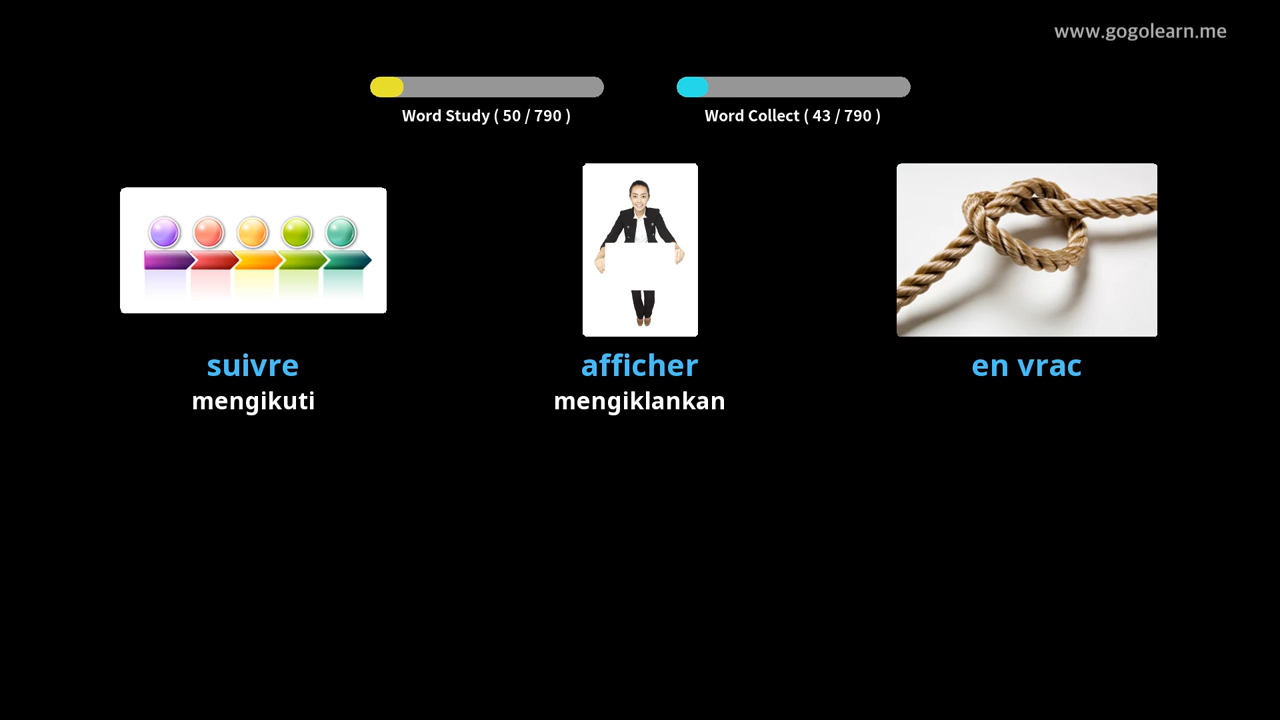 www.gogolearn.me
Word Study ( 50 / 790 )
Word Collect ( 43 / 790 )
suivre
mengikuti
afficher
mengiklankan
en vrac